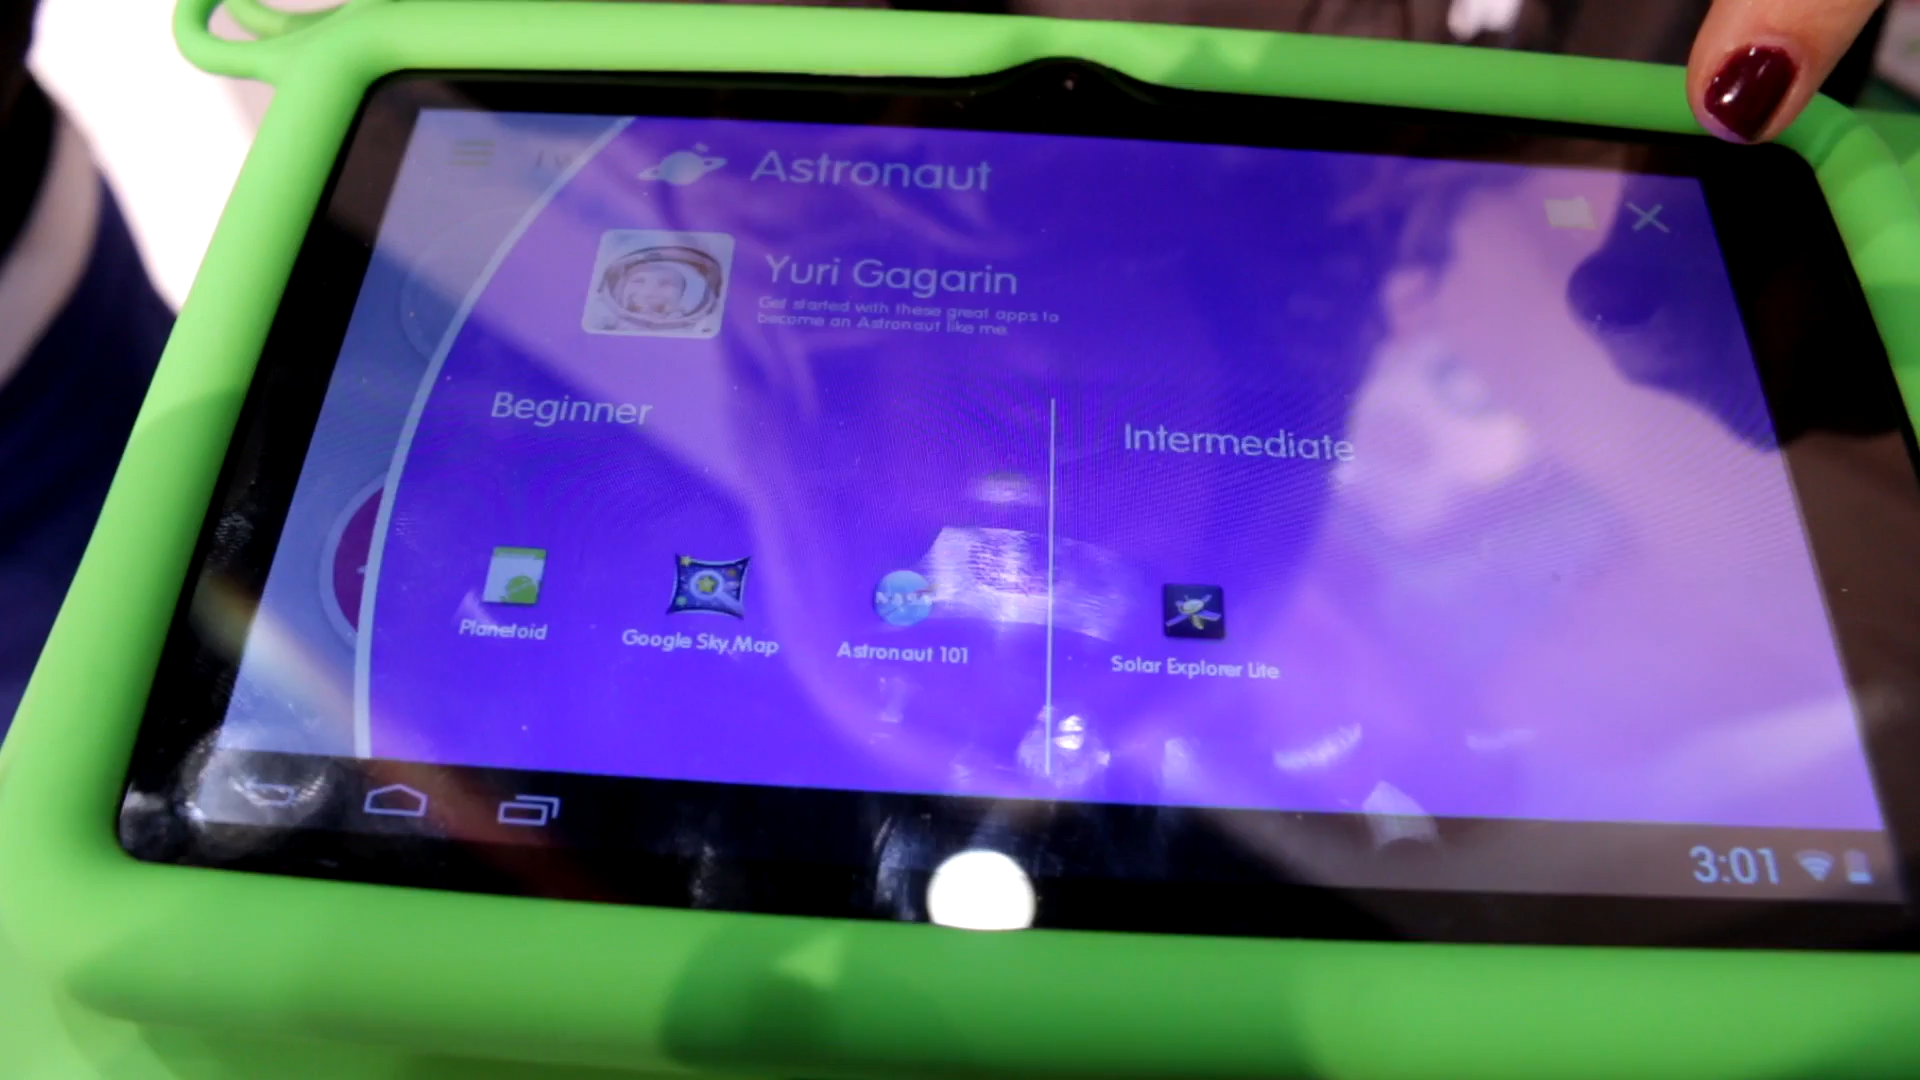 Astronaut
Yuri Gagarin
Get started with these great apps to
become an Astronaut like me.
Beginner
Intermediate
Planetoid
Google Sky Map
NASA
Astronaut 101
Solar Explorer Lite
3:01